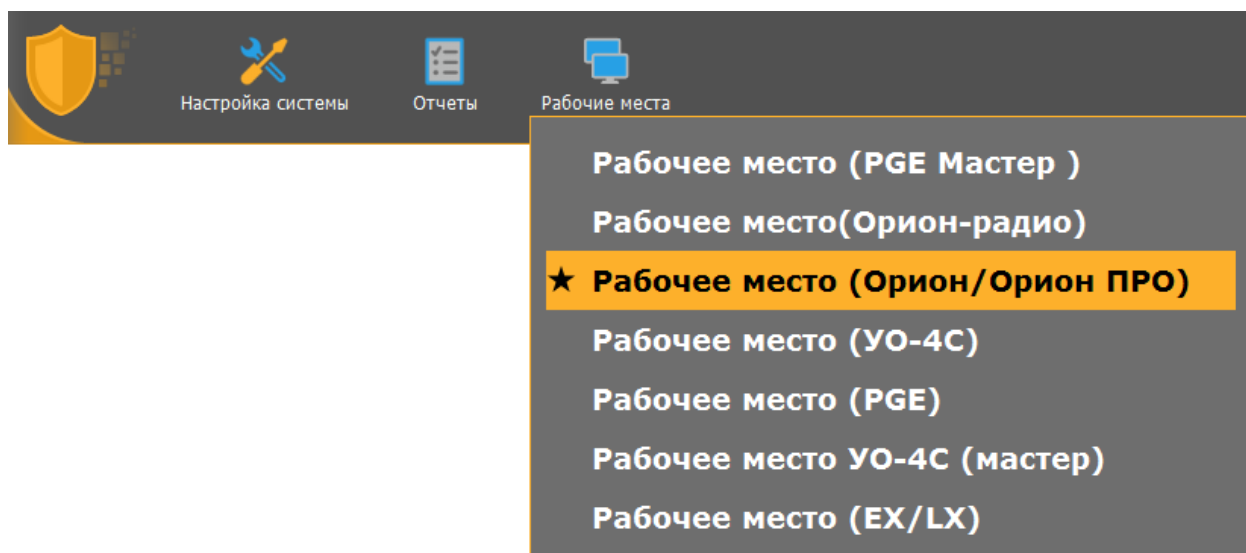 Настройка системы
Отчеты
Рабочие места
Рабочее место (PGE Мастер )
Рабочее место(Орион-радио)
★ Рабочее место (Орион/Орион ПРО)
Рабочее место (УО-4С)
Рабочее место (PGE)
Рабочее место УО-4С (мастер)
Рабочее место (EX/LX)